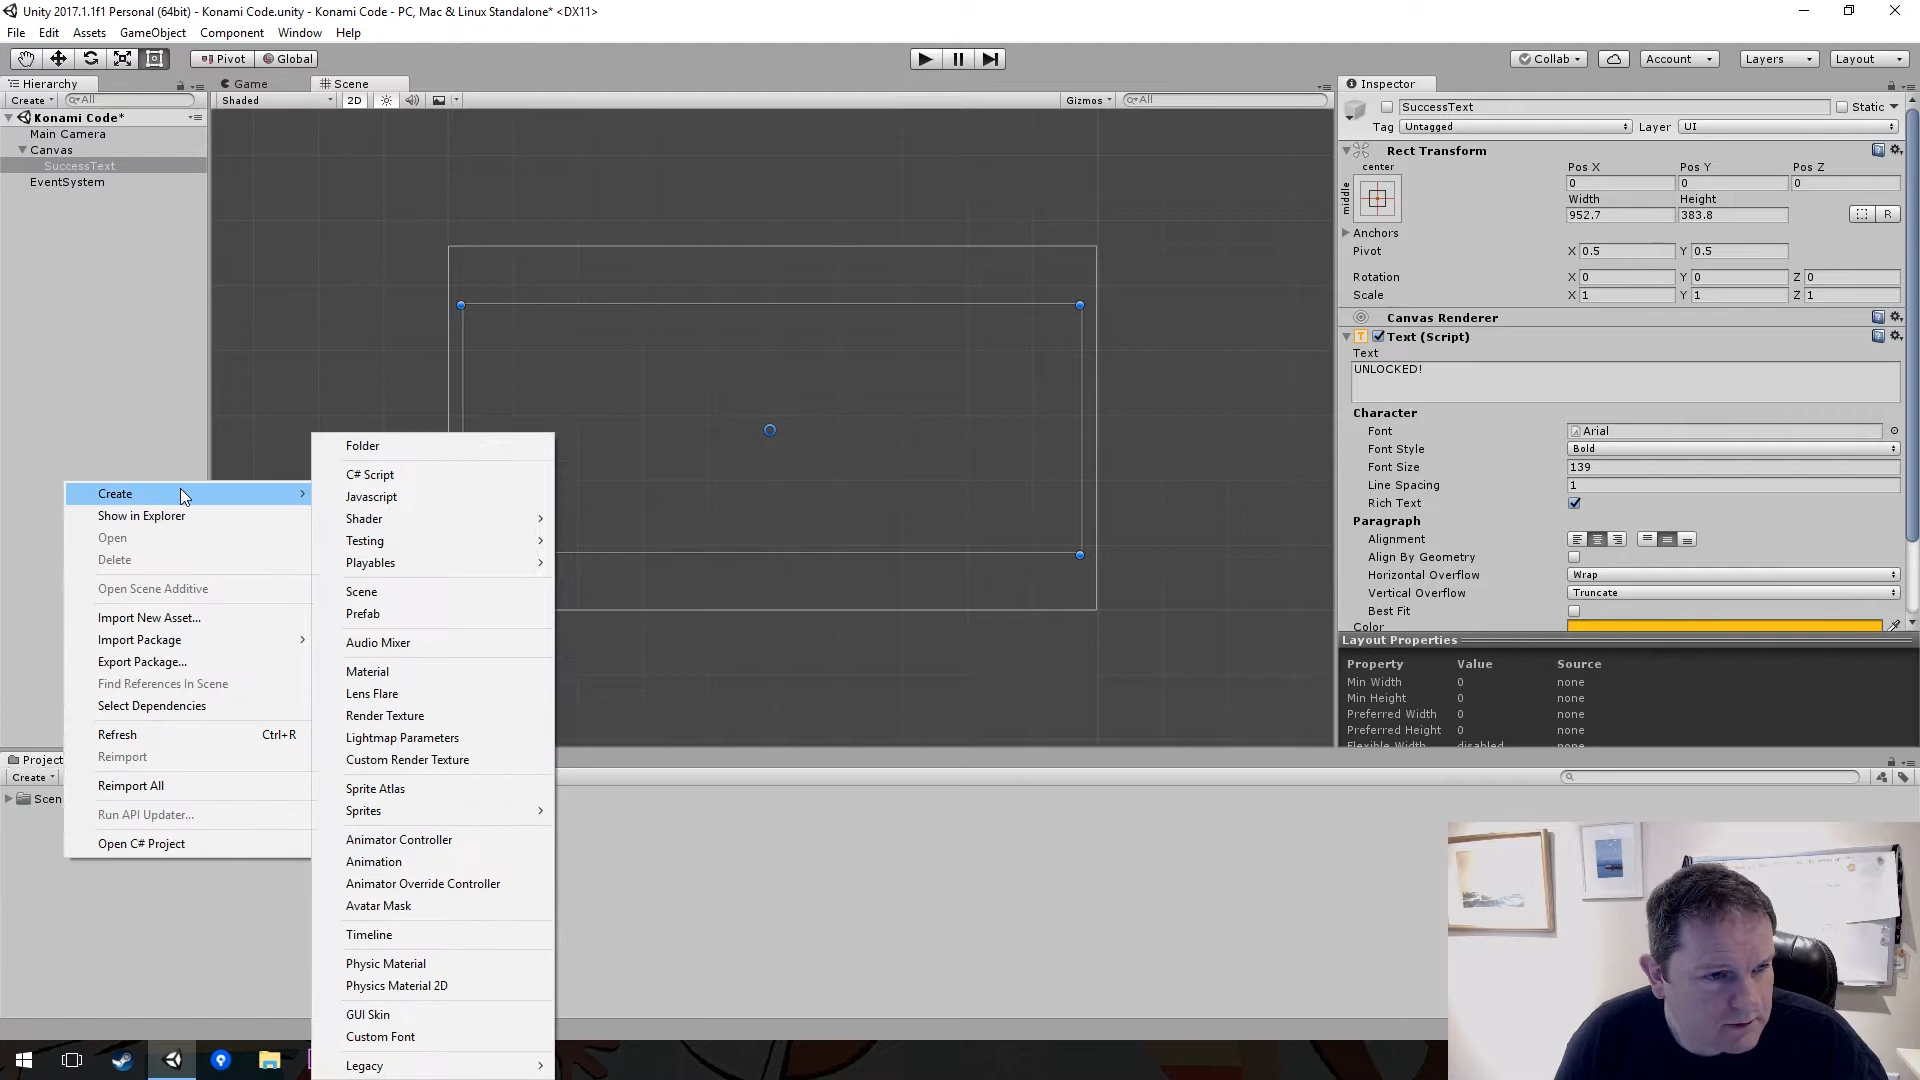 Unity 2017.1.1f1 Personal (64bit) - Konami Code.unity - Konami Code - PC, Mac & Linux Standalone* <DX11>
File Edit Assets GameObject Component Window Help
Pivot Global Collab Account Layers Layout
Hierarchy
Create All
Konami Code*
Main Camera
Canvas
SuccessText
EventSystem
Game Scene
Shaded 2D Gizmos All
Inspector
SuccessText Static
Tag Untagged Layer UI
Rect Transform
center
middle
Pos X Pos Y Pos Z
0 0 0
Width Height
952.7 383.8
R
Anchors
Pivot X 0.5 Y 0.5
Rotation X 0 Y 0 Z 0
Scale X 1 Y 1 Z 1
Canvas Renderer
Text (Script)
Text
UNLOCKED!
Character
Font Arial
Font Style Bold
Font Size 139
Line Spacing 1
Rich Text
Paragraph
Alignment
Align By Geometry
Horizontal Overflow Wrap
Vertical Overflow Truncate
Best Fit
Color
Layout Properties
Property Value Source
Min Width 0 none
Min Height 0 none
Preferred Width 0 none
Preferred Height 0 none
Flexible Width disabled none
Project
Create
Scen
Create
Show in Explorer
Open
Delete
Open Scene Additive
Import New Asset...
Import Package
Export Package...
Find References In Scene
Select Dependencies
Refresh Ctrl+R
Reimport
Reimport All
Run API Updater...
Open C# Project
Folder
C# Script
Javascript
Shader
Testing
Playables
Scene
Prefab
Audio Mixer
Material
Lens Flare
Render Texture
Lightmap Parameters
Custom Render Texture
Sprite Atlas
Sprites
Animator Controller
Animation
Animator Override Controller
Avatar Mask
Timeline
Physic Material
Physics Material 2D
GUI Skin
Custom Font
Legacy